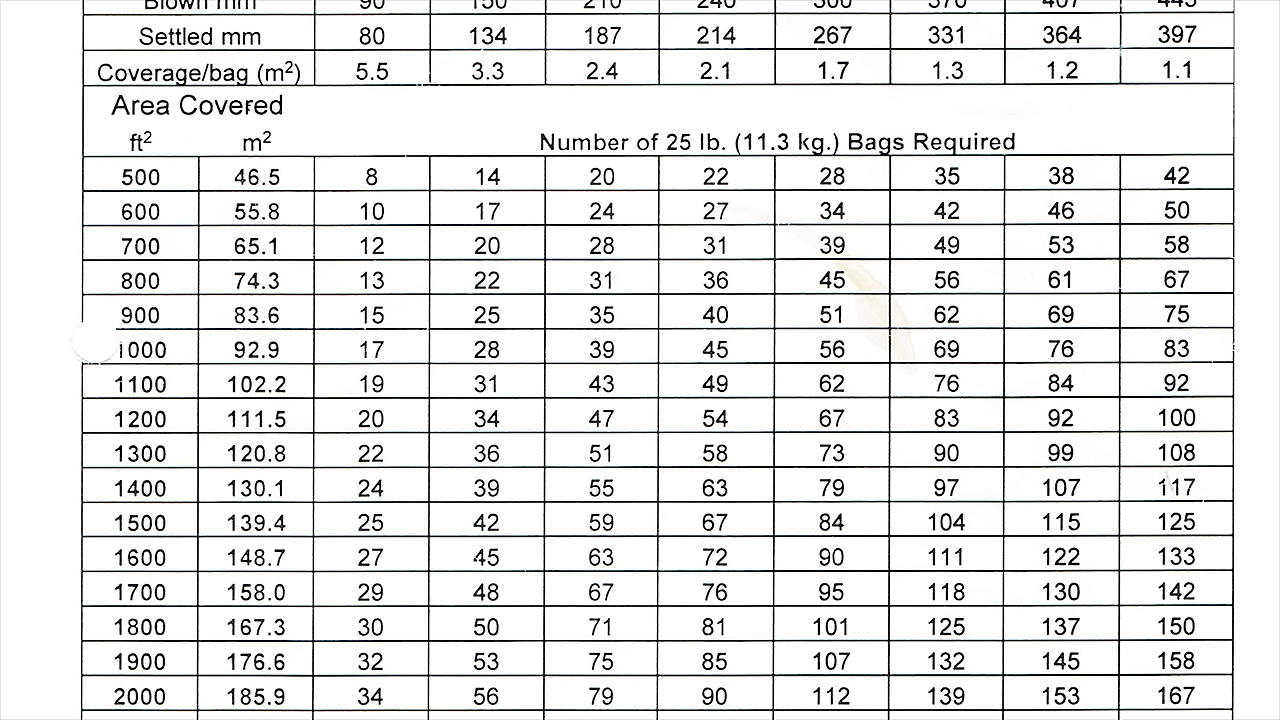 Settled mm 80 134 187 214 267 331 364 397
Coverage/bag (m²) 5.5 3.3 2.4 2.1 1.7 1.3 1.2 1.1
Area Covered
ft² m² Number of 25 lb. (11.3 kg.) Bags Required
500 46.5 8 14 20 22 28 35 38 42
600 55.8 10 17 24 27 34 42 46 50
700 65.1 12 20 28 31 39 49 53 58
800 74.3 13 22 31 36 45 56 61 67
900 83.6 15 25 35 40 51 62 69 75
1000 92.9 17 28 39 45 56 69 76 83
1100 102.2 19 31 43 49 62 76 84 92
1200 111.5 20 34 47 54 67 83 92 100
1300 120.8 22 36 51 58 73 90 99 108
1400 130.1 24 39 55 63 79 97 107 117
1500 139.4 25 42 59 67 84 104 115 125
1600 148.7 27 45 63 72 90 111 122 133
1700 158.0 29 48 67 76 95 118 130 142
1800 167.3 30 50 71 81 101 125 137 150
1900 176.6 32 53 75 85 107 132 145 158
2000 185.9 34 56 79 90 112 139 153 167